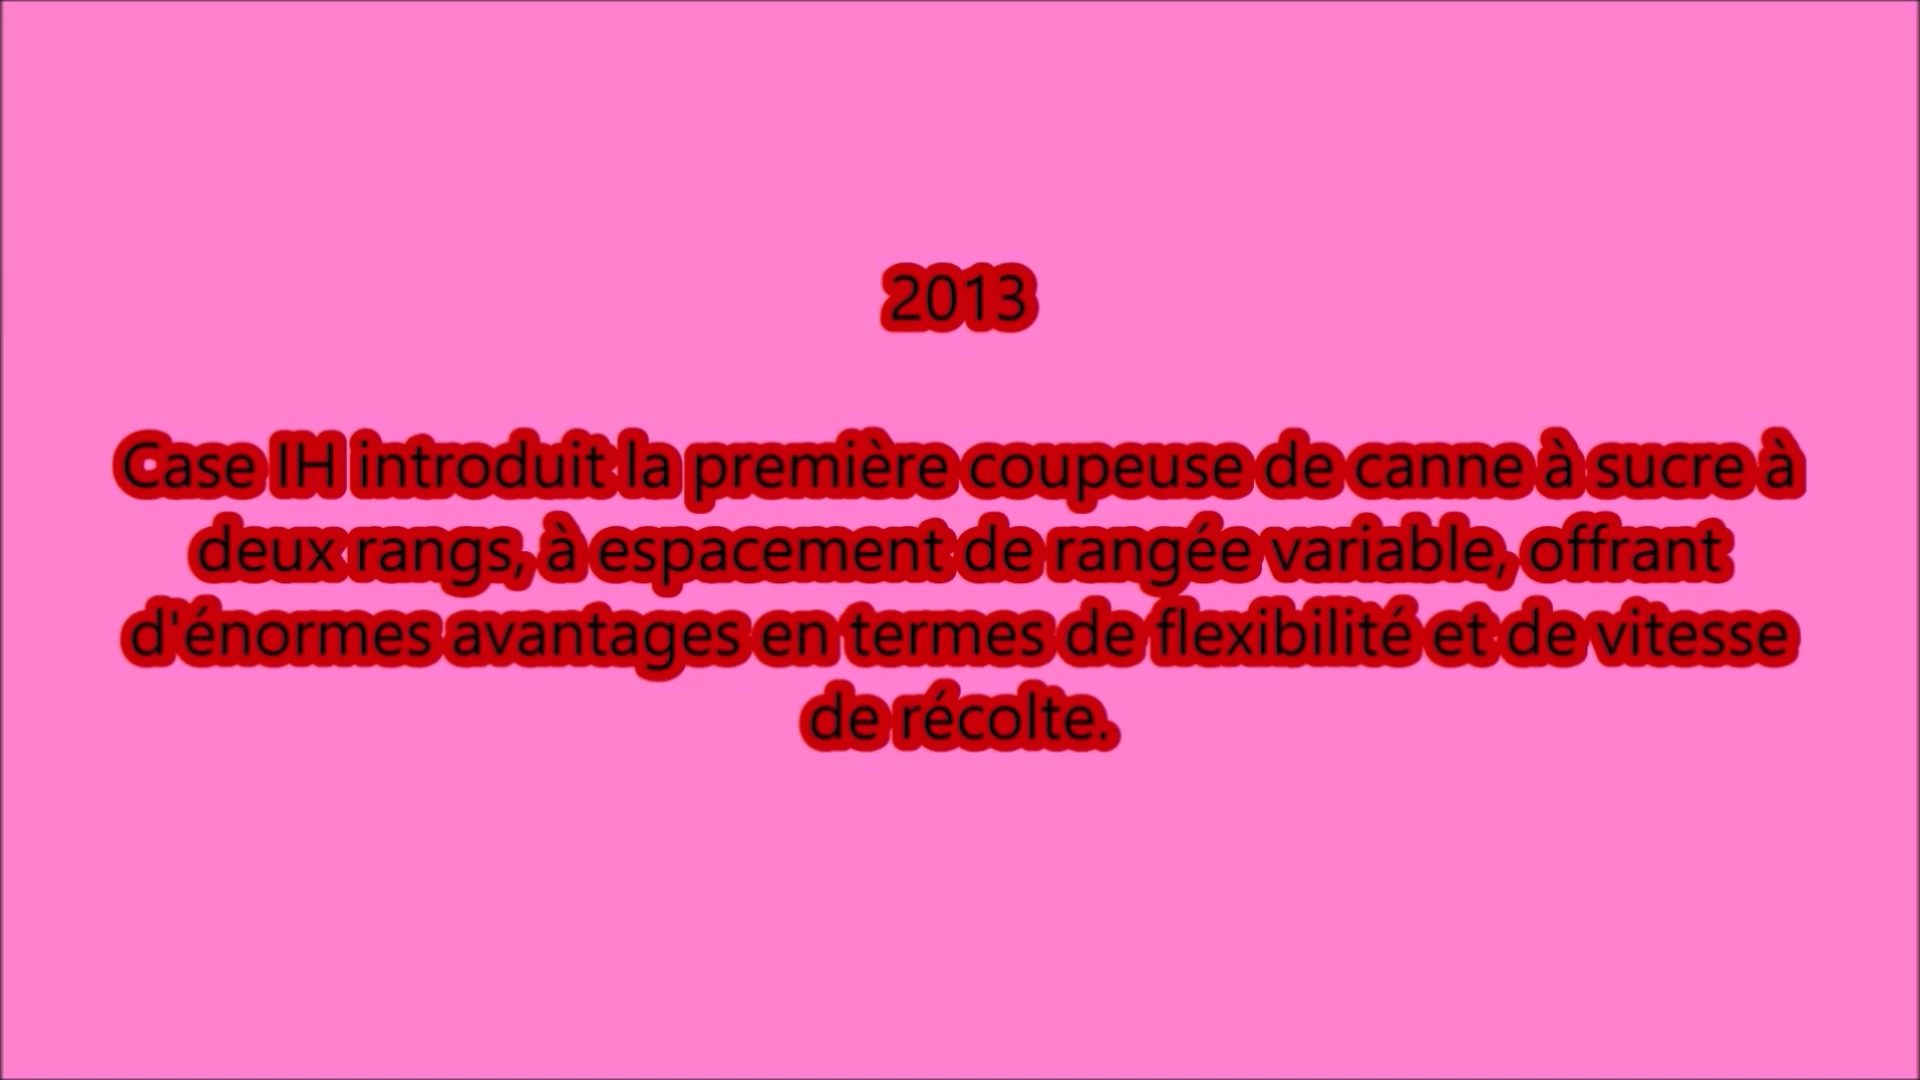 2013
Case IH introduit la première coupeuse de canne à sucre à
deux rangs, à espacement de rangée variable, offrant
d'énormes avantages en termes de flexibilité et de vitesse
de récolte.